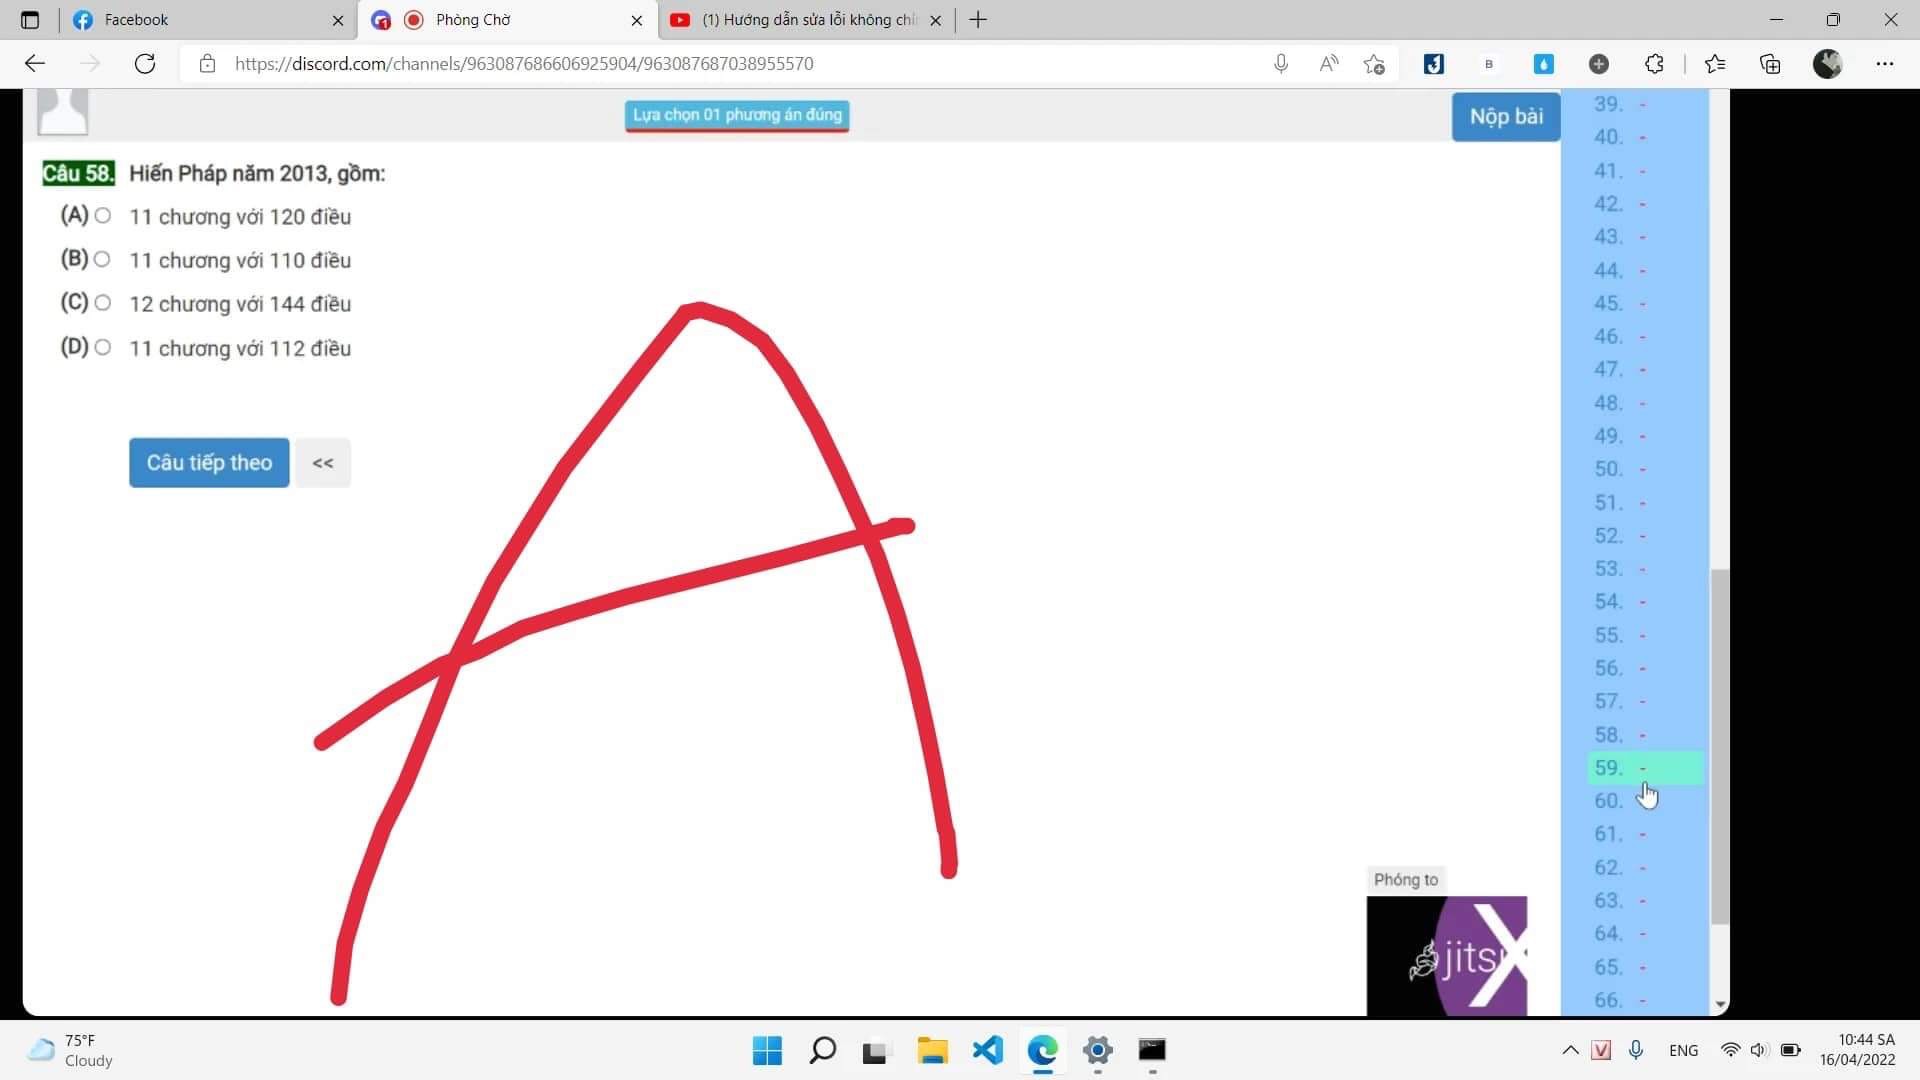 Facebook
1
Phòng Chờ
(1) Hướng dẫn sửa lỗi không chỉ
https://discord.com/channels/963087686606925904/963087687038955570
B
Lựa chọn 01 phương án đúng
Nộp bài
Câu 58. Hiến Pháp năm 2013, gồm:
(A) 11 chương với 120 điều
(B) 11 chương với 110 điều
(C) 12 chương với 144 điều
(D) 11 chương với 112 điều
Câu tiếp theo
<<
A
39. -
40. -
41. -
42. -
43. -
44. -
45. -
46. -
47. -
48. -
49. -
50. -
51. -
52. -
53. -
54. -
55. -
56. -
57. -
58. -
59. -
60.
61. -
62. -
63. -
64. -
65. -
66. -
Phóng to
jitsi
75°F
Cloudy
V
ENG
10:44 SA
16/04/2022